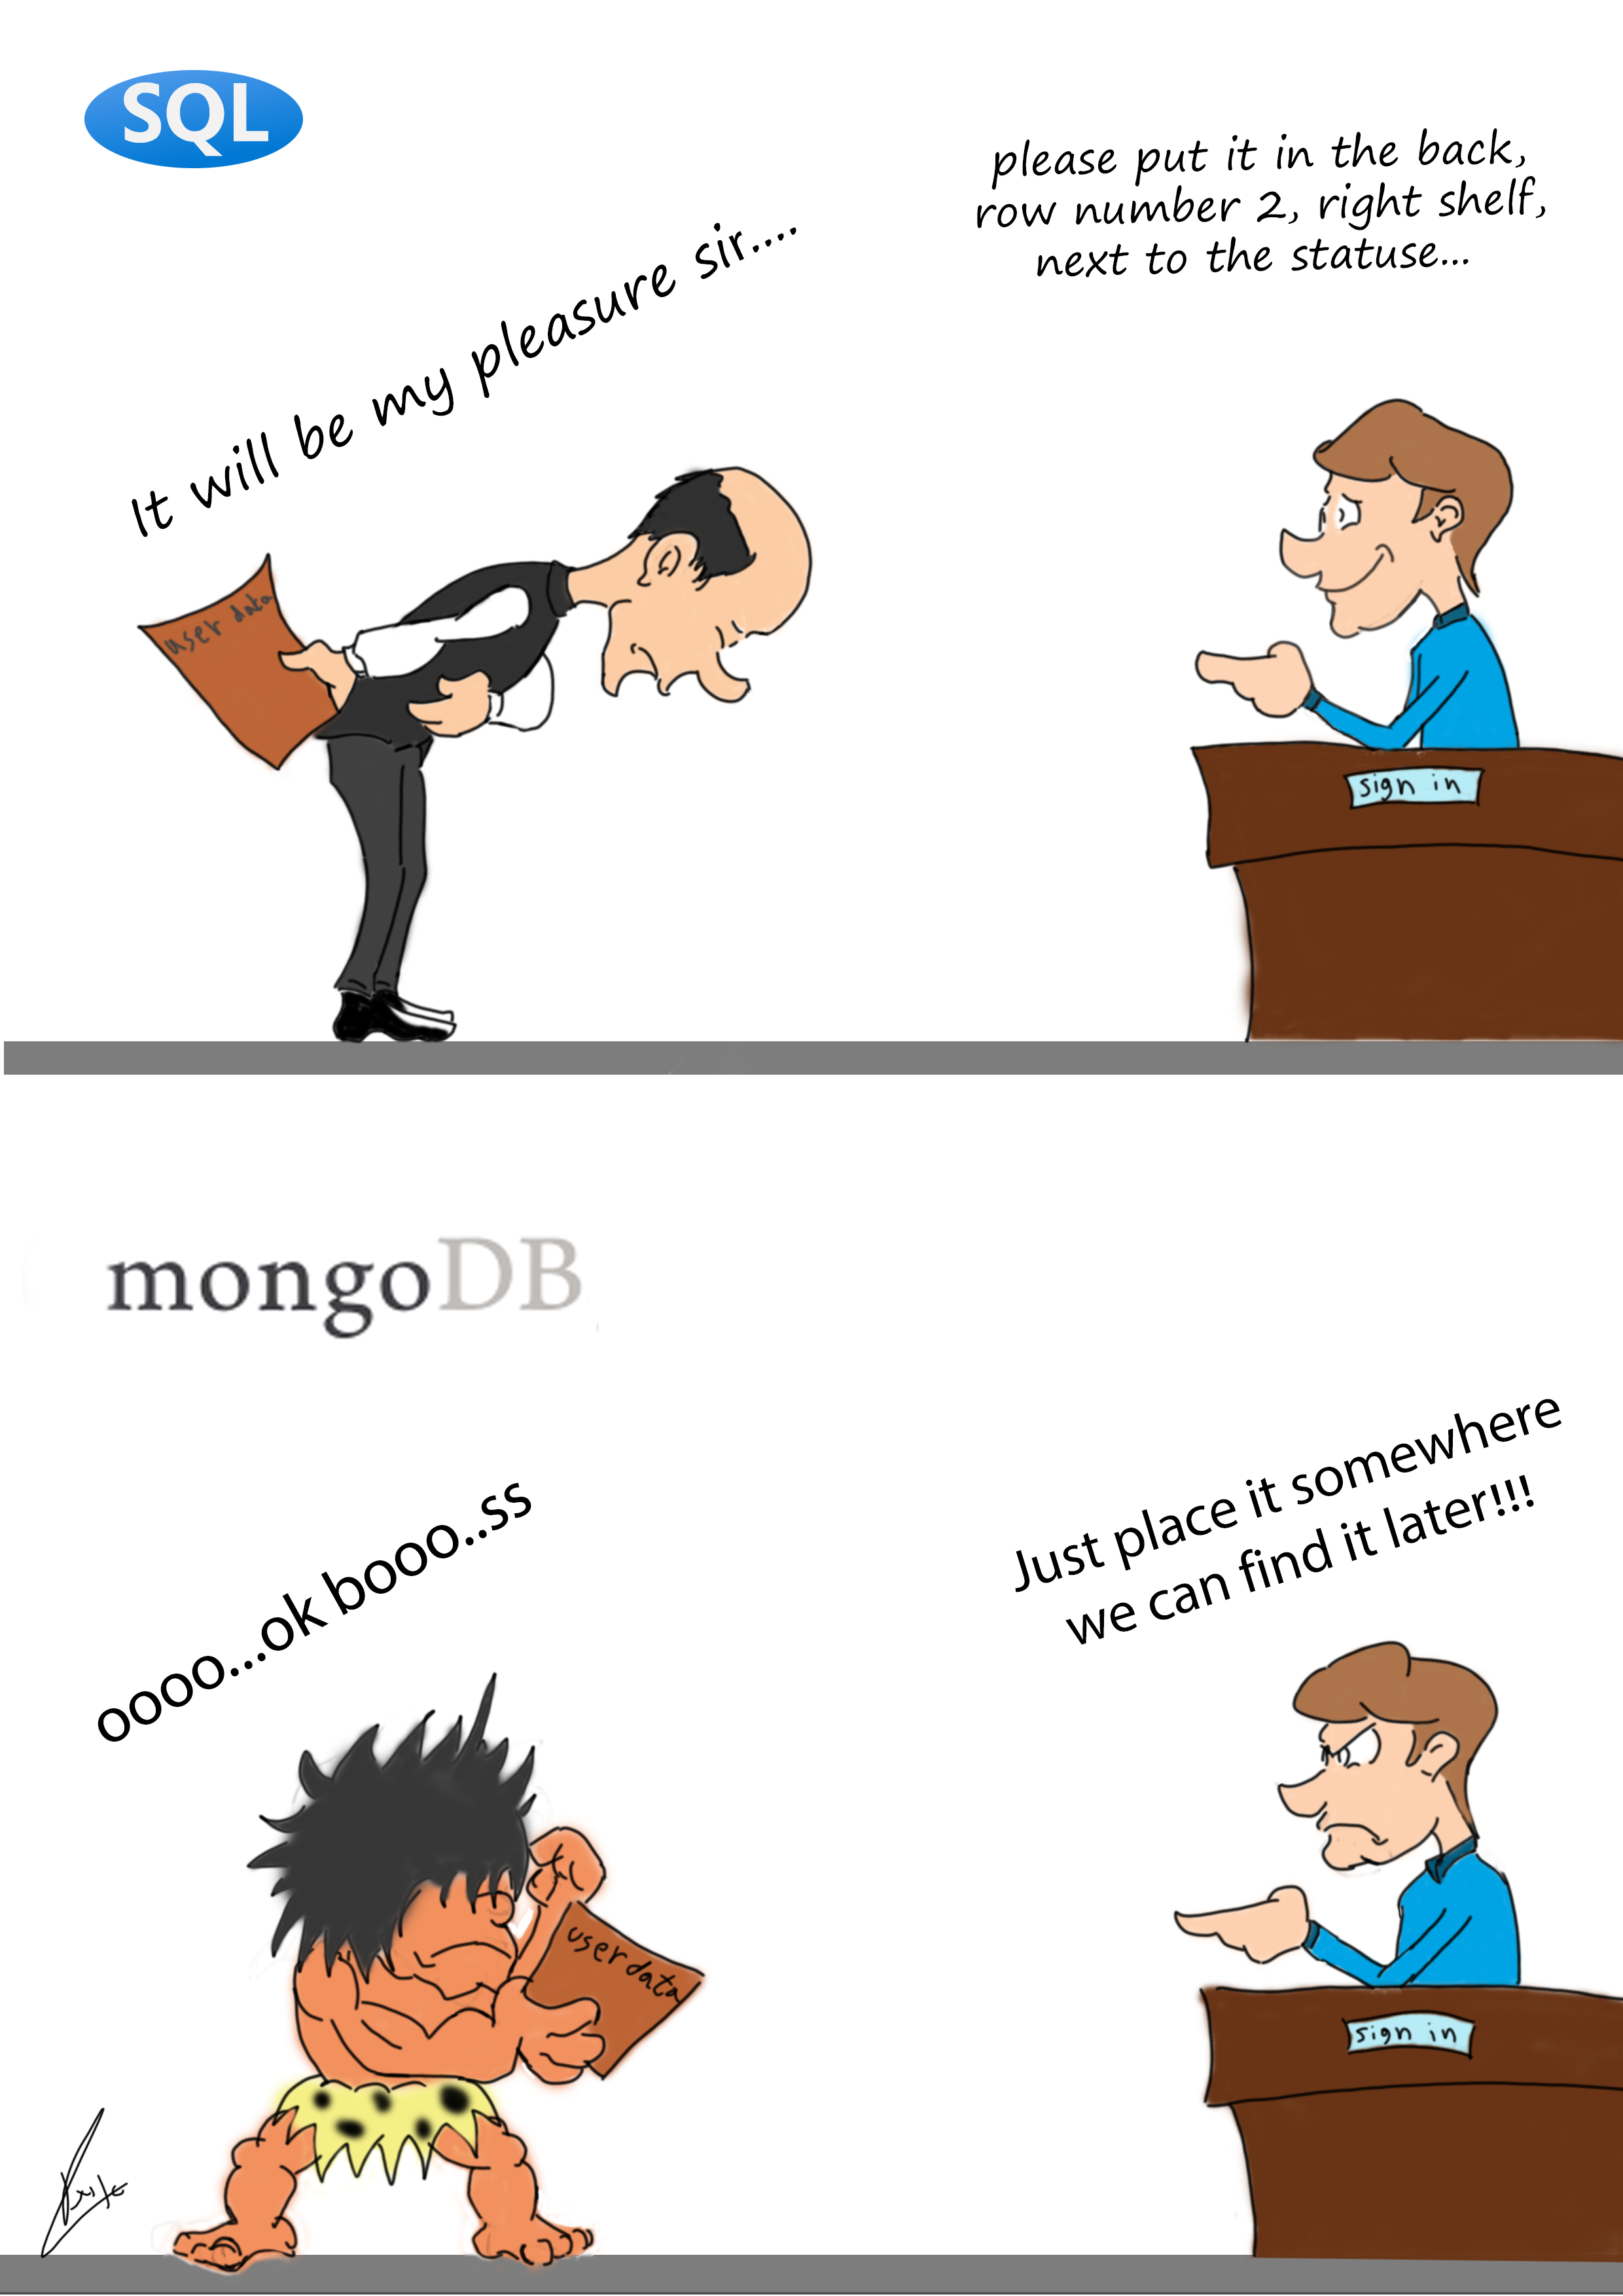 SQL
please put it in the back,
row number 2, right shelf,
next to the statuse...
It will be my pleasure sir....
user data
sign in
mongoDB
Just place it somewhere
we can find it later!!!
oooo...ok booo..ss
user data
sign in